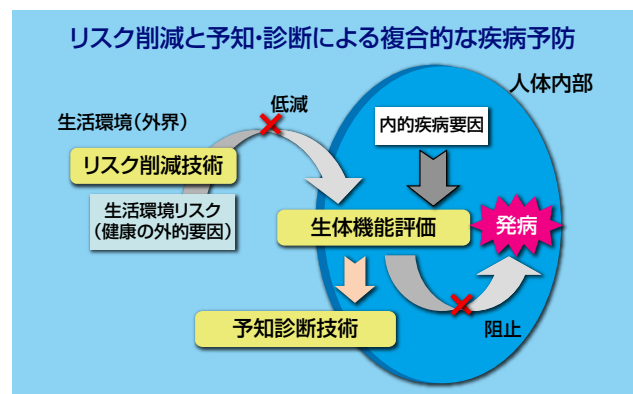 リスク削減と予知・診断による複合的な疾病予防
人体内部
低減
生活環境(外界)
内的疾病要因
リスク削減技術
生活環境リスク
(健康の外的要因)
生体機能評価
発病
予知診断技術
阻止